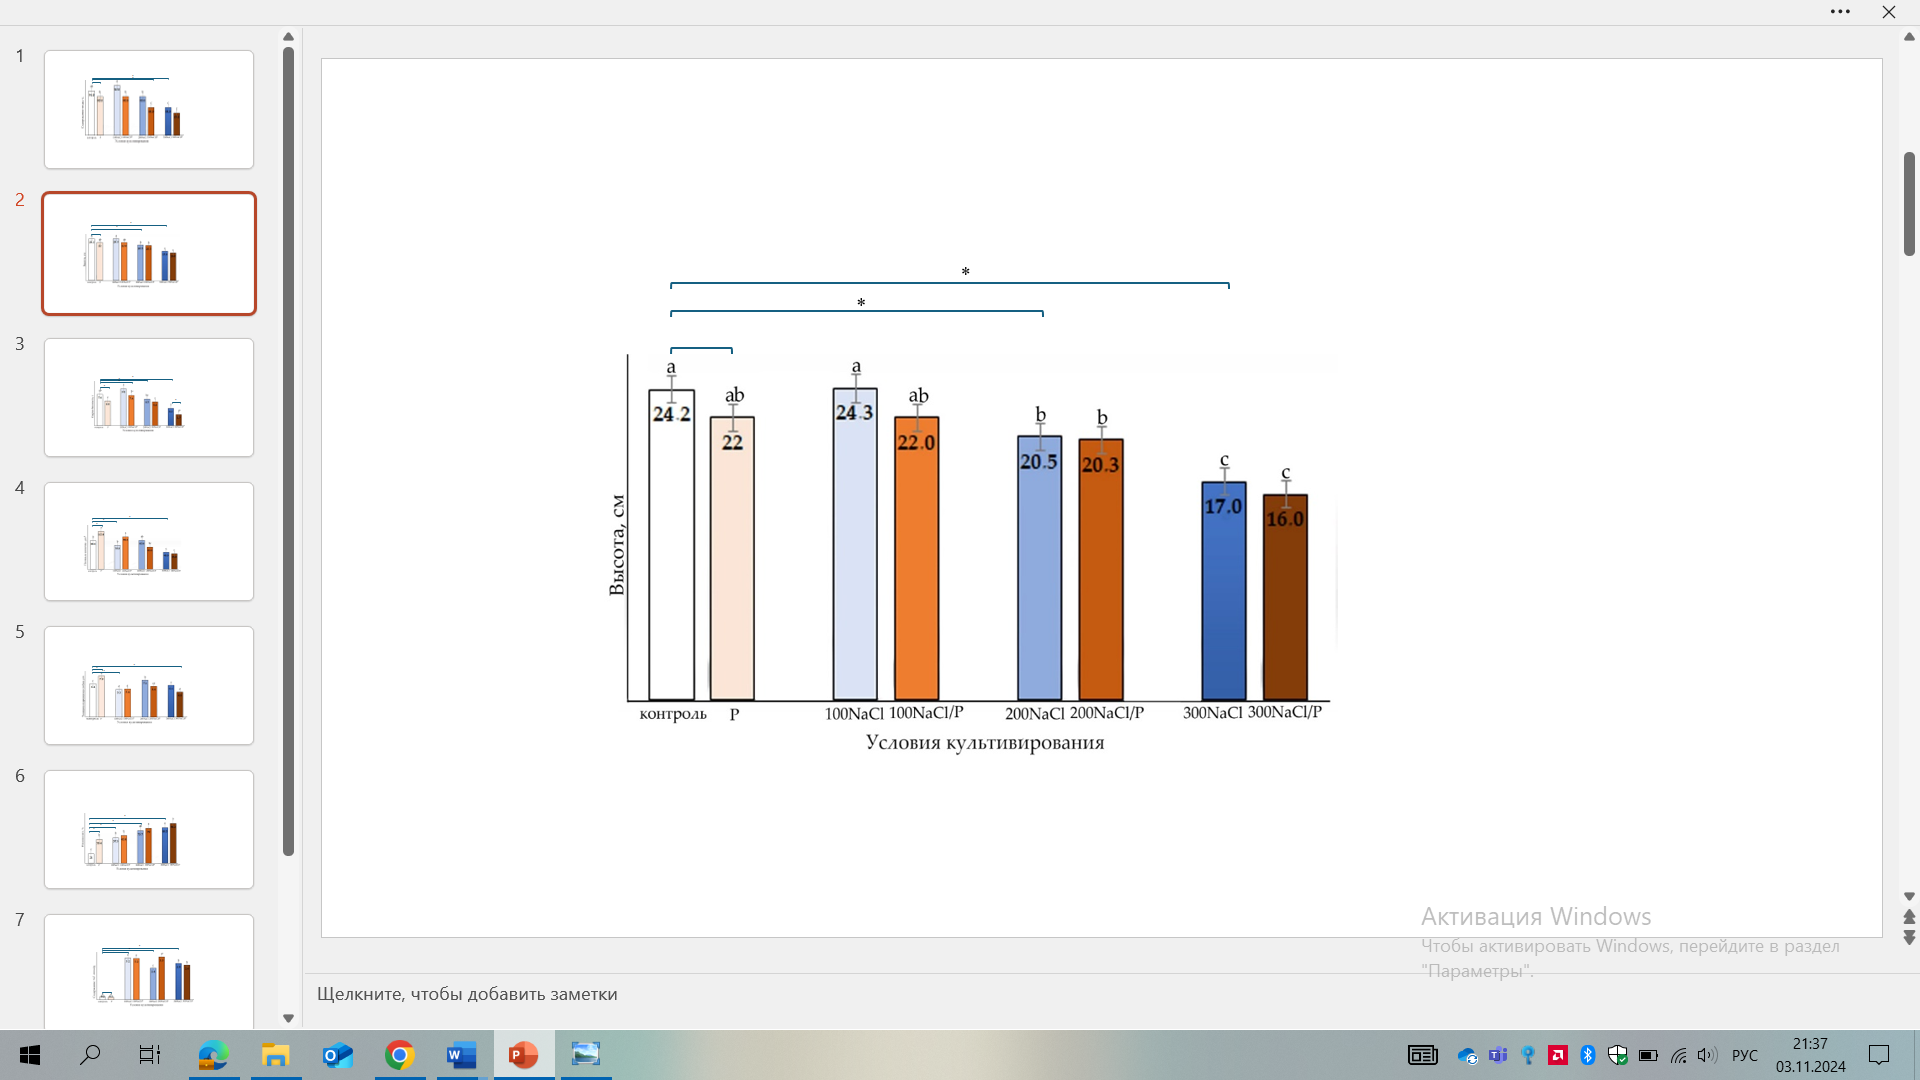 1
2
3
4
5
6
7
*
*
a
ab
a
ab
b
b
c
c
24.2
22
24.3
22.0
20.5
20.3
17.0
16.0
Высота, см
контроль
P
100NaCl
100NaCl/P
200NaCl
200NaCl/P
300NaCl
300NaCl/P
Условия культивирования
Активация Windows
Чтобы активировать Windows, перейдите в раздел
"Параметры".
Щелкните, чтобы добавить заметки
РУС
21:37
03.11.2024